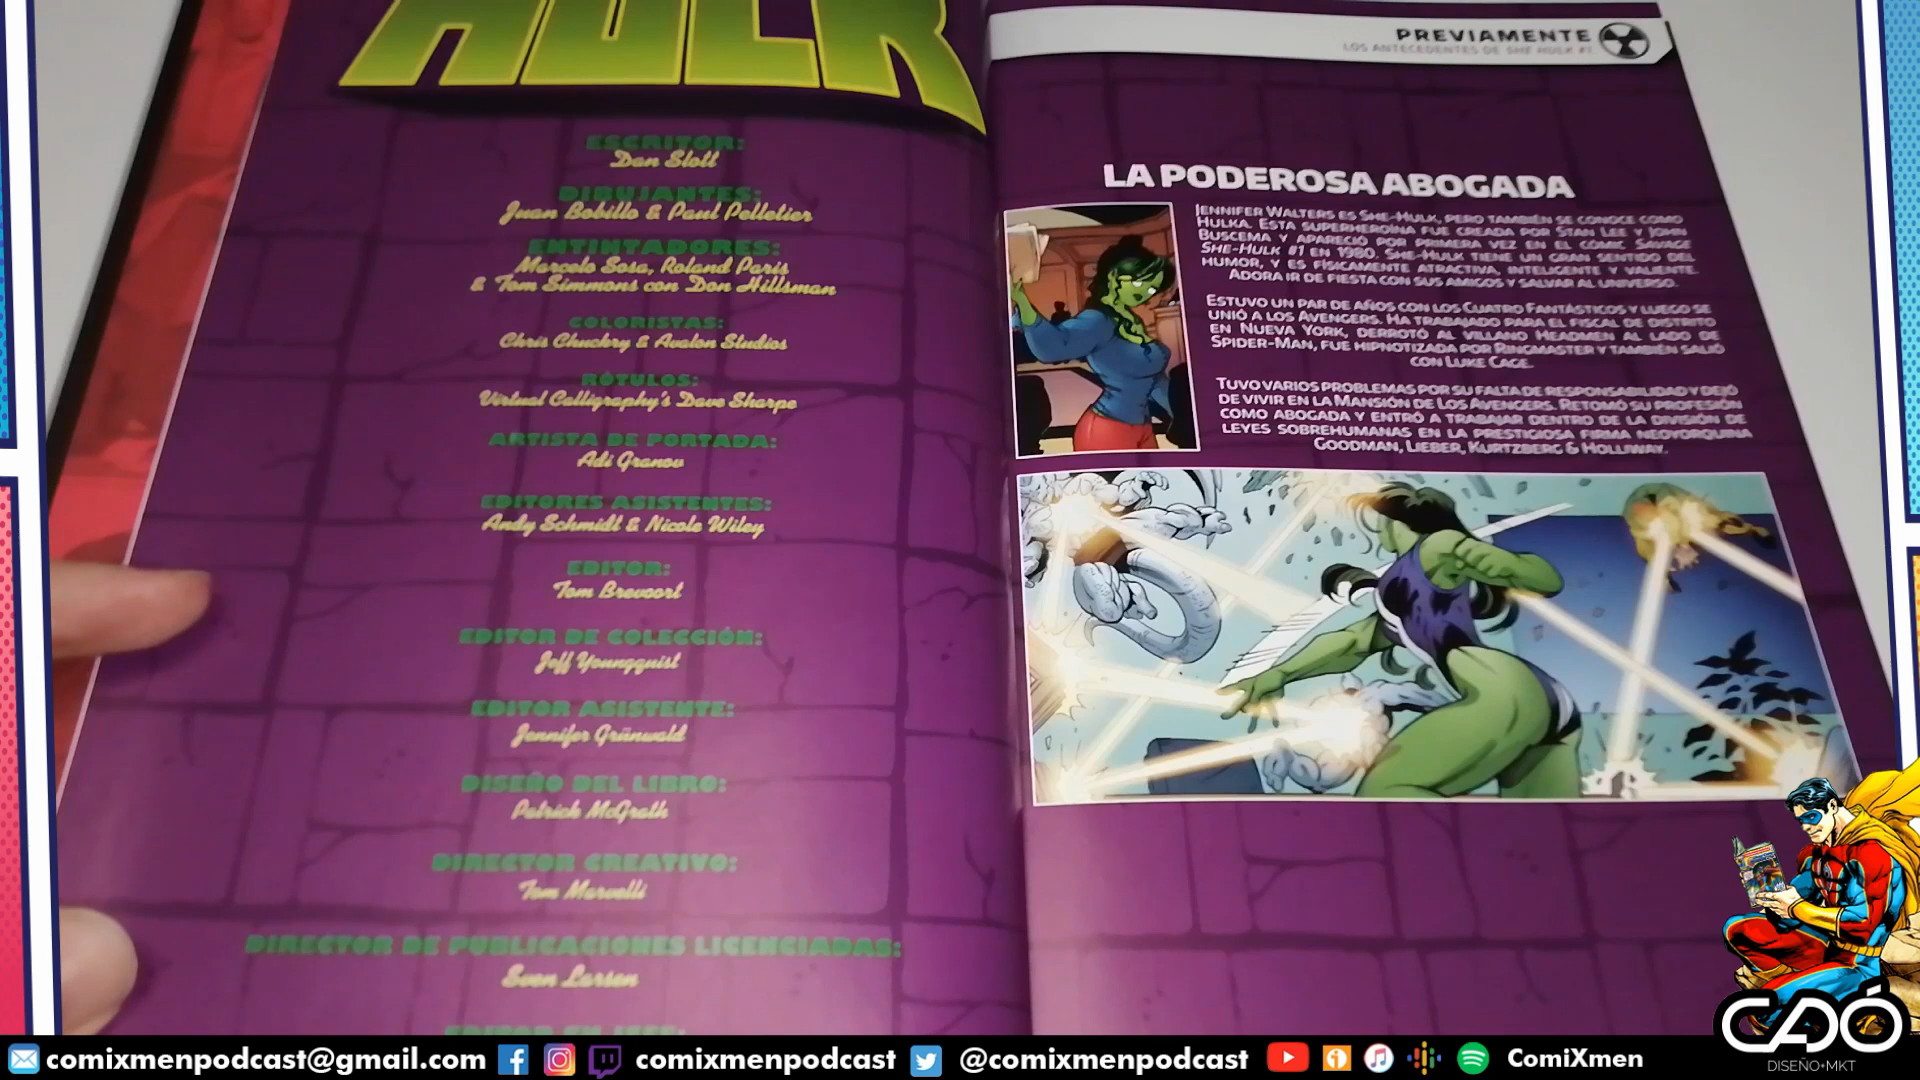 HULK
ESCRITOR:
Dan Slott
DIBUJANTES:
Juan Bobillo & Paul Pelletier
ENTINTADORES:
Marcelo Sosa, Roland Paris
& Tom Simmons con Don Hillsman
COLORISTAS:
Chris Chuckry & Avalon Studios
RÓTULOS:
Virtual Calligraphy's Dave Sharpe
ARTISTA DE PORTADA:
Adi Granov
EDITORES ASISTENTES:
Andy Schmidt & Nicole Wiley
EDITOR:
Tom Brevoort
EDITOR DE COLECCIÓN:
Jeff Youngquist
EDITOR ASISTENTE:
Jennifer Grünwald
DISEÑO DEL LIBRO:
Patrick McGrath
DIRECTOR CREATIVO:
Tom Marvelli
DIRECTOR DE PUBLICACIONES LICENCIADAS:
Sven Larsen
EDITOR EN JEFE:
PREVIAMENTE
LOS ANTECEDENTES DE SHE HULK #1
LA PODEROSA ABOGADA
JENNIFER WALTERS ES SHE-HULK, PERO TAMBIÉN SE CONOCE COMO
HULKA. ESTA SUPERHEROÍNA FUE CREADA POR STAN LEE Y JOHN
BUSCEMA Y APARECIÓ POR PRIMERA VEZ EN EL CÓMIC SAVAGE
SHE-HULK #1 EN 1980. SHE-HULK TIENE UN GRAN SENTIDO DEL
HUMOR, Y ES FÍSICAMENTE ATRACTIVA, INTELIGENTE Y VALIENTE.
ADORA IR DE FIESTA CON SUS AMIGOS Y SALVAR AL UNIVERSO.
ESTUVO UN PAR DE AÑOS CON LOS CUATRO FANTÁSTICOS Y LUEGO SE
UNIÓ A LOS AVENGERS. HA TRABAJADO PARA EL FISCAL DE DISTRITO
EN NUEVA YORK, DERROTÓ AL VILLANO HEADMEN AL LADO DE
SPIDER-MAN, FUE HIPNOTIZADA POR RINGMASTER Y TAMBIÉN SALIÓ
CON LUKE CAGE.
TUVO VARIOS PROBLEMAS POR SU FALTA DE RESPONSABILIDAD Y DEJÓ
DE VIVIR EN LA MANSIÓN DE LOS AVENGERS. RETOMÓ SU PROFESIÓN
COMO ABOGADA Y ENTRÓ A TRABAJAR DENTRO DE LA DIVISIÓN DE
LEYES SOBREHUMANAS EN LA PRESTIGIOSA FIRMA NEOYORQUINA
GOODMAN, LIEBER, KURTZBERG & HOLLIWAY.
CADÓ
DISEÑO+MKT
comixmenpodcast@gmail.com comixmenpodcast @comixmenpodcast ComiXmen